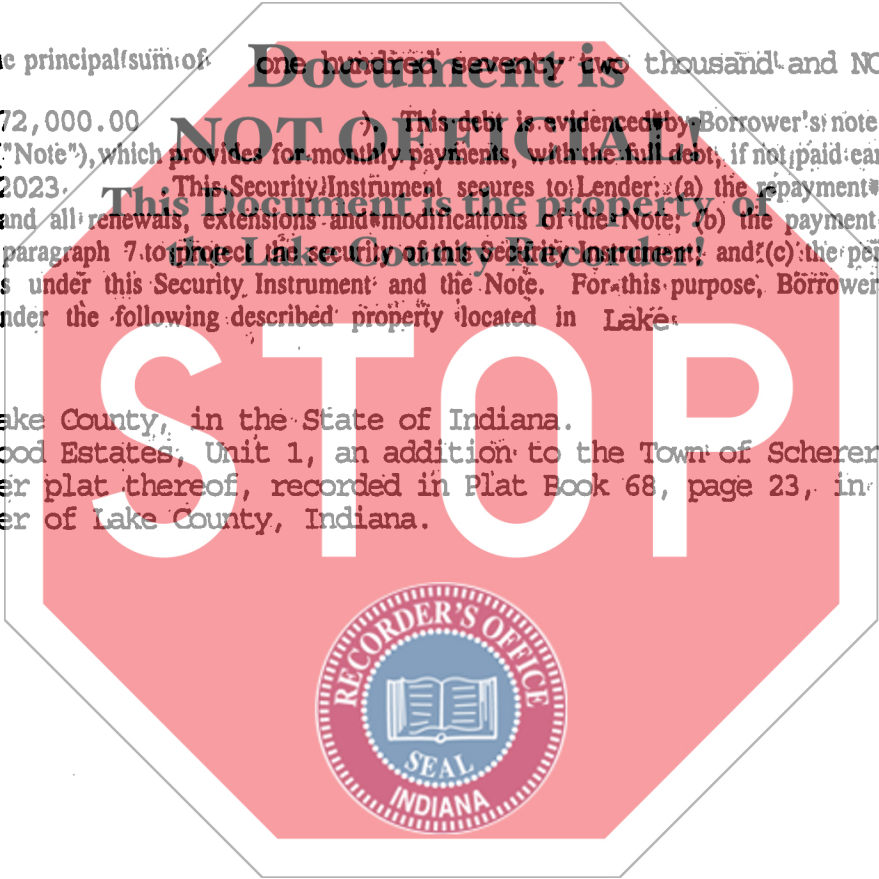 Document is
e principal sum of one hundred seventy two thousand and NO
NOT OFFICIAL!
72,000.00 ). This debt is evidenced by Borrower's note
"Note"), which provides for monthly payments, with the full debt, if not paid ear
This Document is the property of
2023. This Security Instrument secures to Lender: (a) the repayment
and all renewals, extensions and modifications of the Note; (b) the payment
the Lake County Recorder!
paragraph 7 to protect the security of this Security Instrument; and (c) the per
s under this Security Instrument and the Note. For this purpose, Borrower
nder the following described property located in Lake
STOP
ake County, in the State of Indiana.
ood Estates, Unit 1, an addition to the Town of Scherer
er plat thereof, recorded in Plat Book 68, page 23, in
er of Lake County, Indiana.
RECORDER'S OFFICE
SEAL
INDIANA